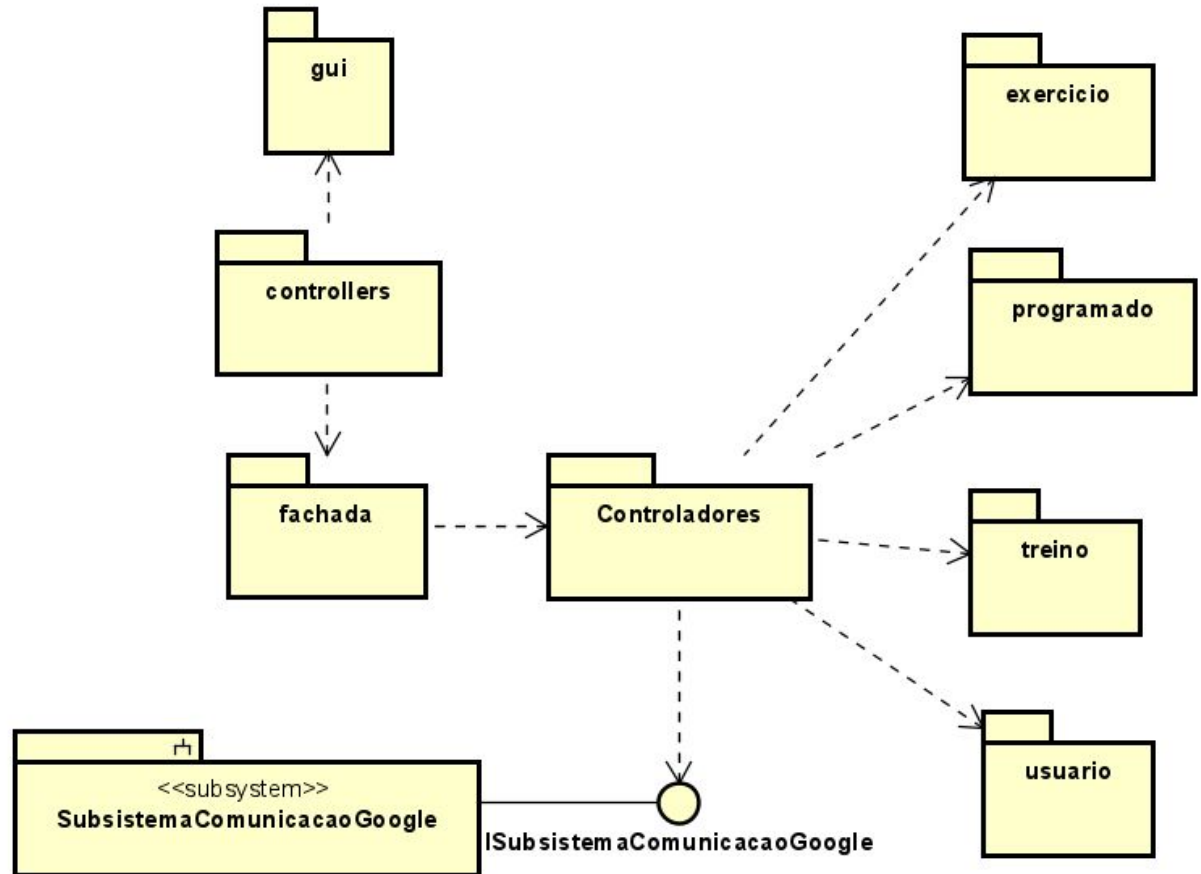 gui
exercicio
controllers
programado
fachada
Controladores
treino
usuario
<<subsystem>>
SubsistemaComunicacaoGoogle
ISubsistemaComunicacaoGoogle